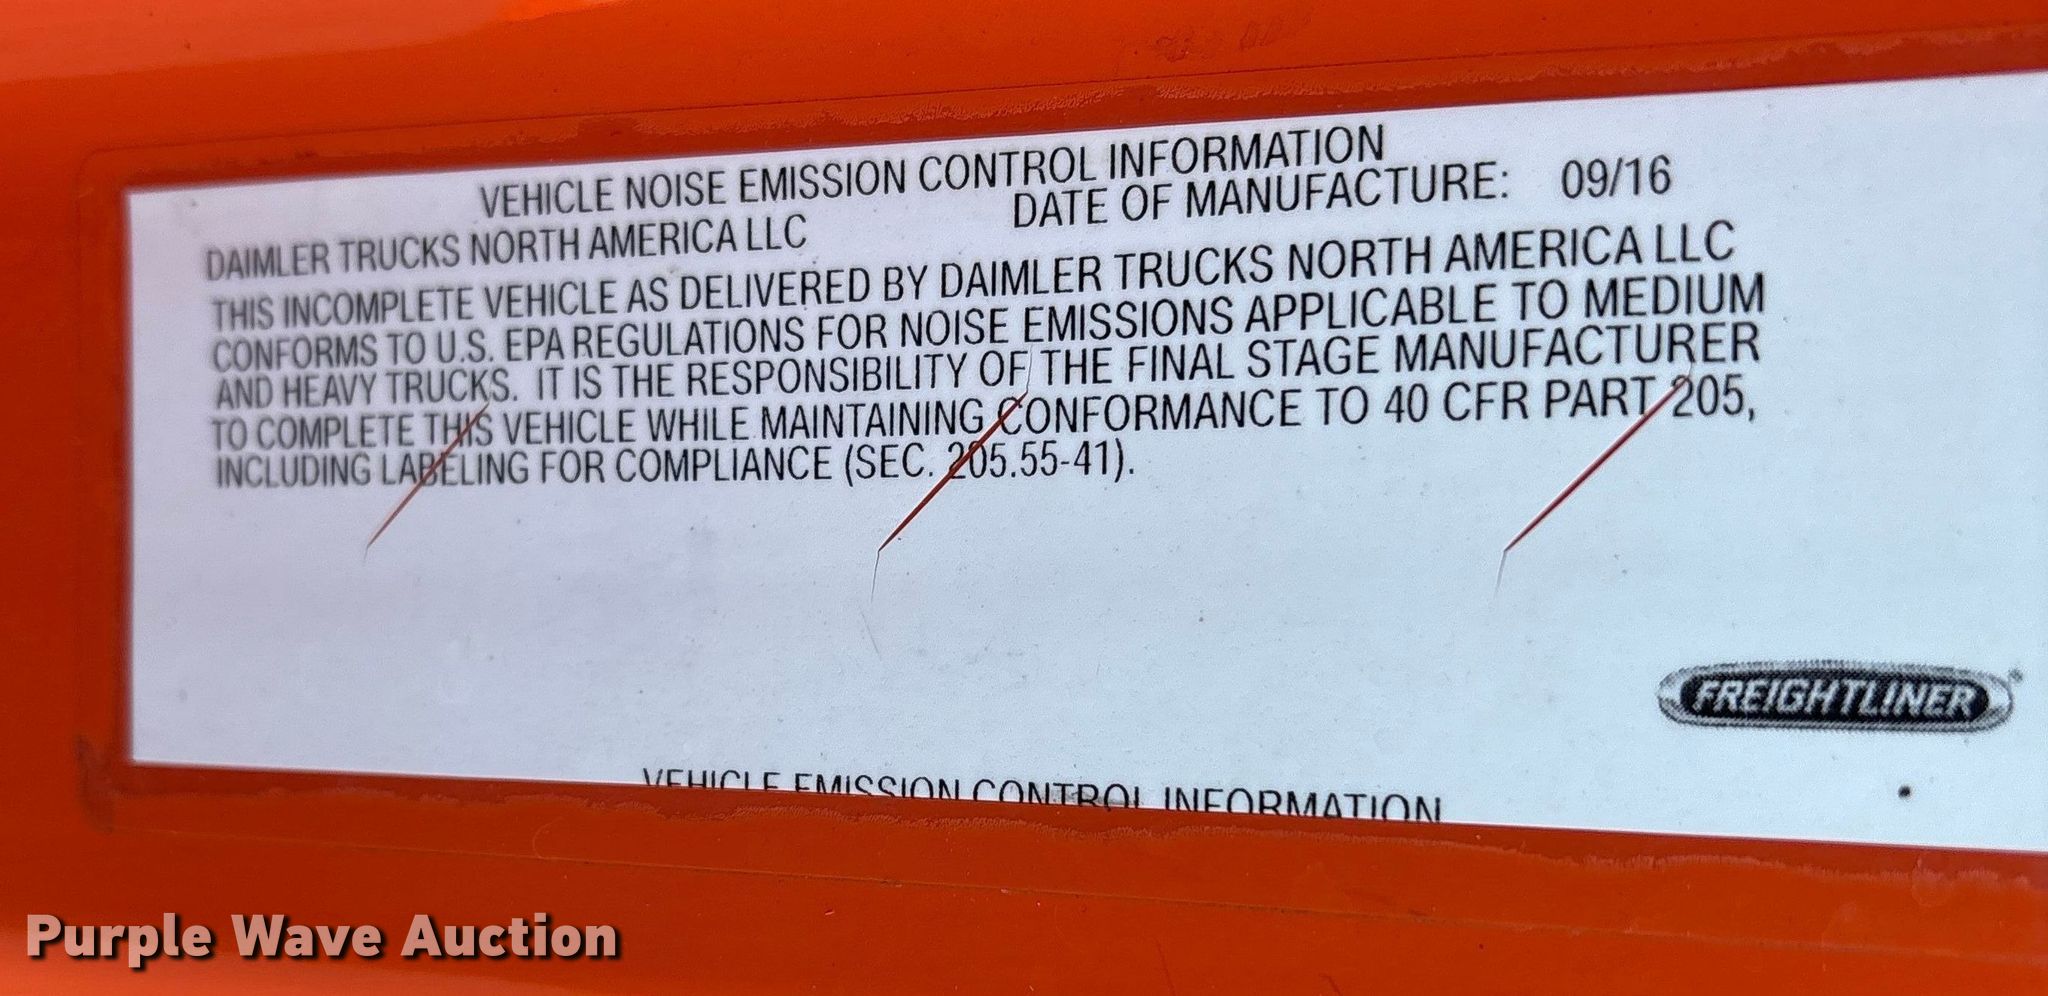 VEHICLE NOISE EMISSION CONTROL INFORMATION
DATE OF MANUFACTURE: 09/16
DAIMLER TRUCKS NORTH AMERICA LLC
THIS INCOMPLETE VEHICLE AS DELIVERED BY DAIMLER TRUCKS NORTH AMERICA LLC
CONFORMS TO U.S. EPA REGULATIONS FOR NOISE EMISSIONS APPLICABLE TO MEDIUM
AND HEAVY TRUCKS. IT IS THE RESPONSIBILITY OF THE FINAL STAGE MANUFACTURER
TO COMPLETE THIS VEHICLE WHILE MAINTAINING CONFORMANCE TO 40 CFR PART 205,
INCLUDING LABELING FOR COMPLIANCE (SEC. 205.55-41).
FREIGHTLINER
VEHICLE EMISSION CONTROL INFORMATION
Purple Wave Auction